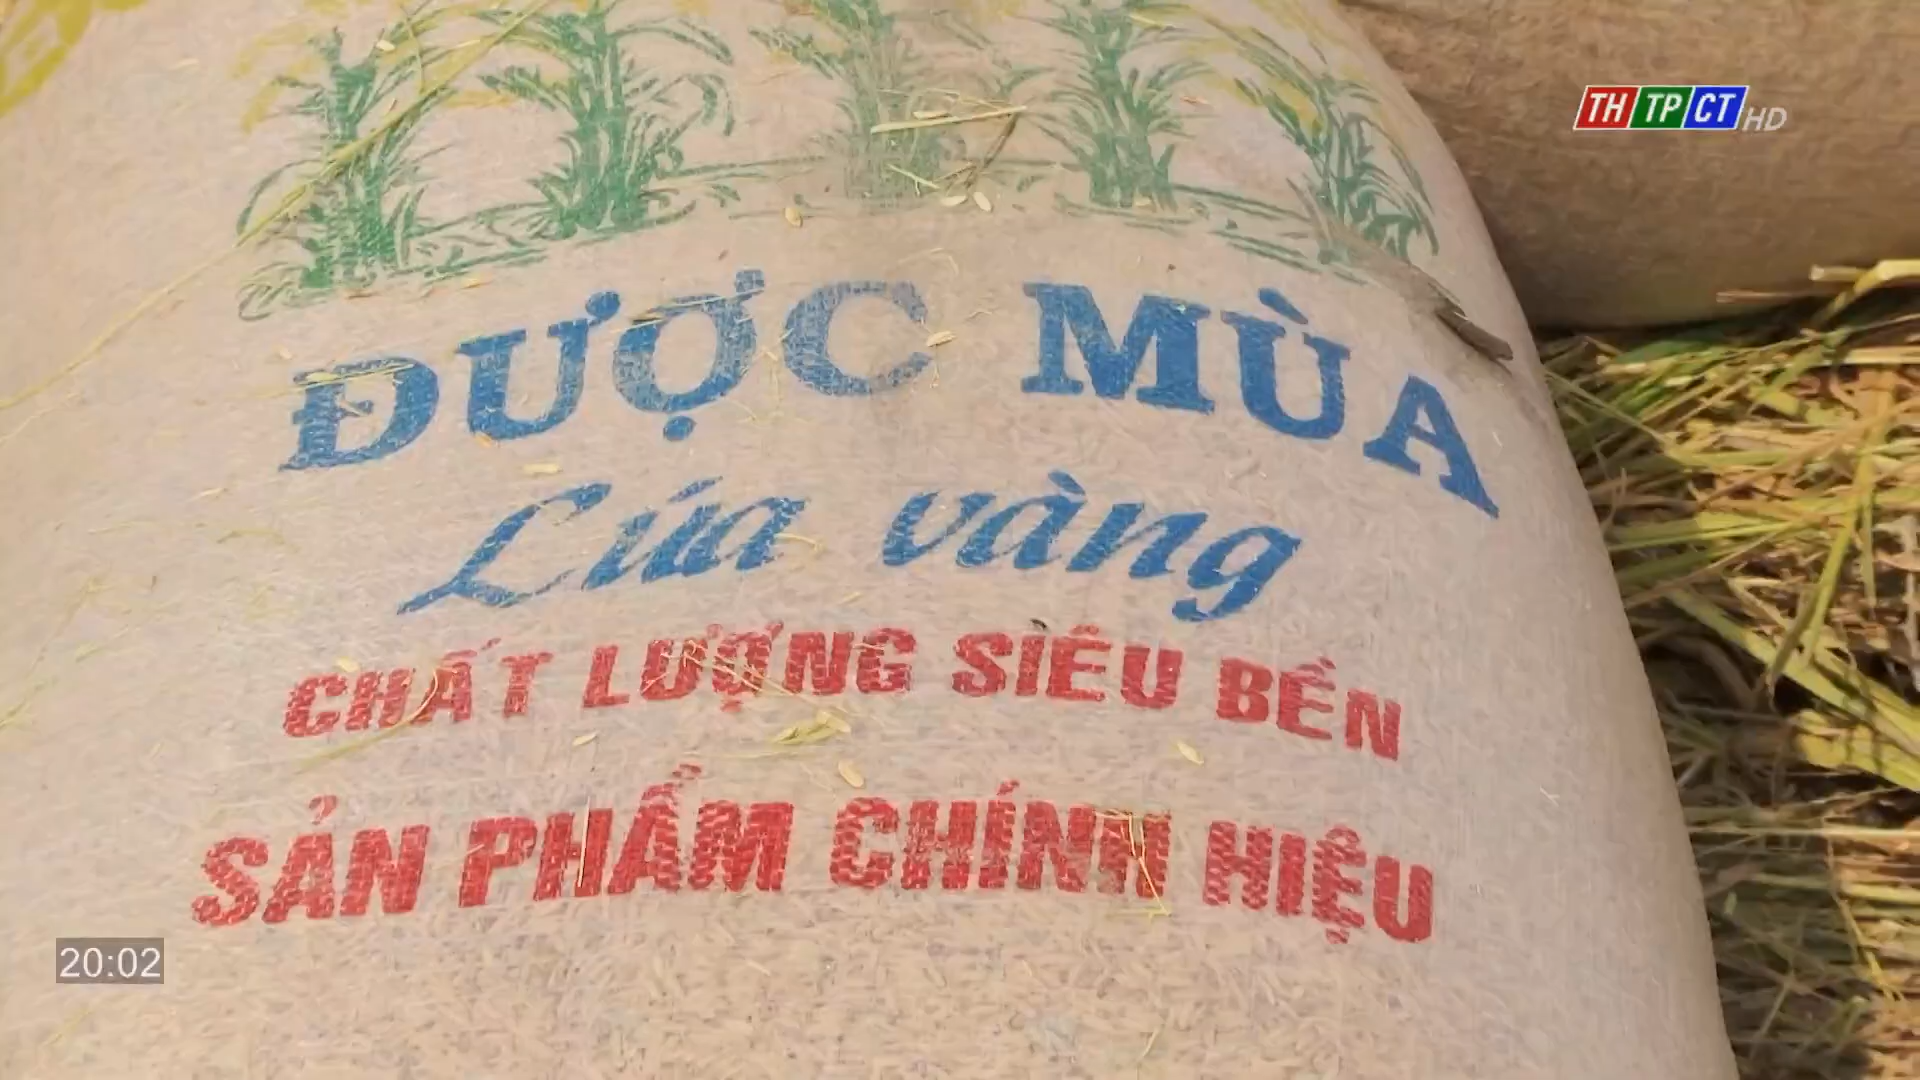 THTPCT HD
ĐƯỢC MÙA
Lúa vàng
CHẤT LƯỢNG SIÊU BỀN
SẢN PHẨM CHÍNH HIỆU
20:02